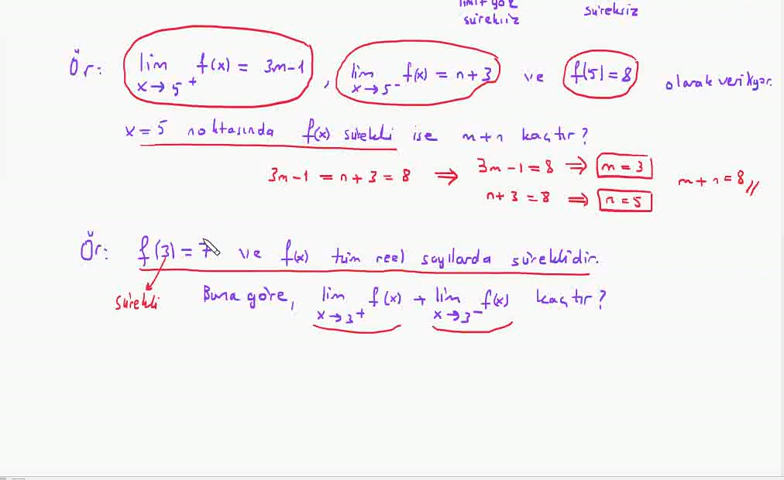 limit yok
süreksiz
süreksiz
Ör: lim x→5⁺ f(x) = 3m-1 , lim x→5⁻ f(x) = n+3 ve f(5)=8 olarak veriliyor.
x=5 noktasında f(x) sürekli ise m+n kaçtır?
3m-1 = n+3 = 8 ⇒ 3m-1=8 ⇒ m=3
n+3=8 ⇒ n=5
m+n=8//
Ör: f(3) = 7 ve f(x) tüm reel sayılarda süreklidir.
sürekli
Buna göre, lim x→3⁺ f(x) + lim x→3⁻ f(x) kaçtır?